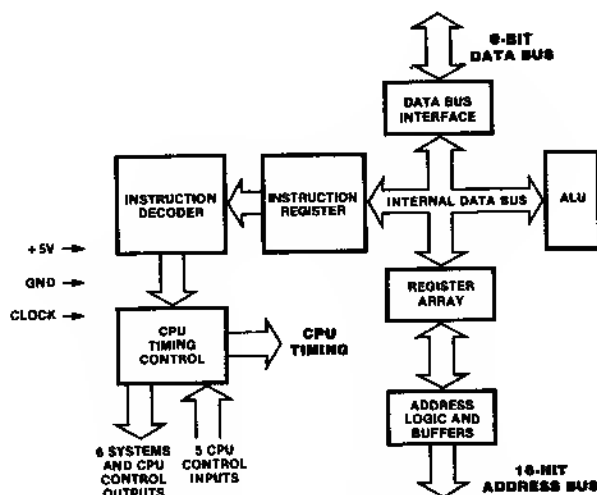 8-BIT
DATA BUS
DATA BUS
INTERFACE
INSTRUCTION
DECODER
INSTRUCTION
REGISTER
INTERNAL DATA BUS
ALU
+5V
GND
CLOCK
REGISTER
ARRAY
CPU
TIMING
CONTROL
CPU
TIMING
ADDRESS
LOGIC AND
BUFFERS
6 SYSTEMS
AND CPU
CONTROL
OUTPUTS
5 CPU
CONTROL
INPUTS
16-BIT
ADDRESS BUS